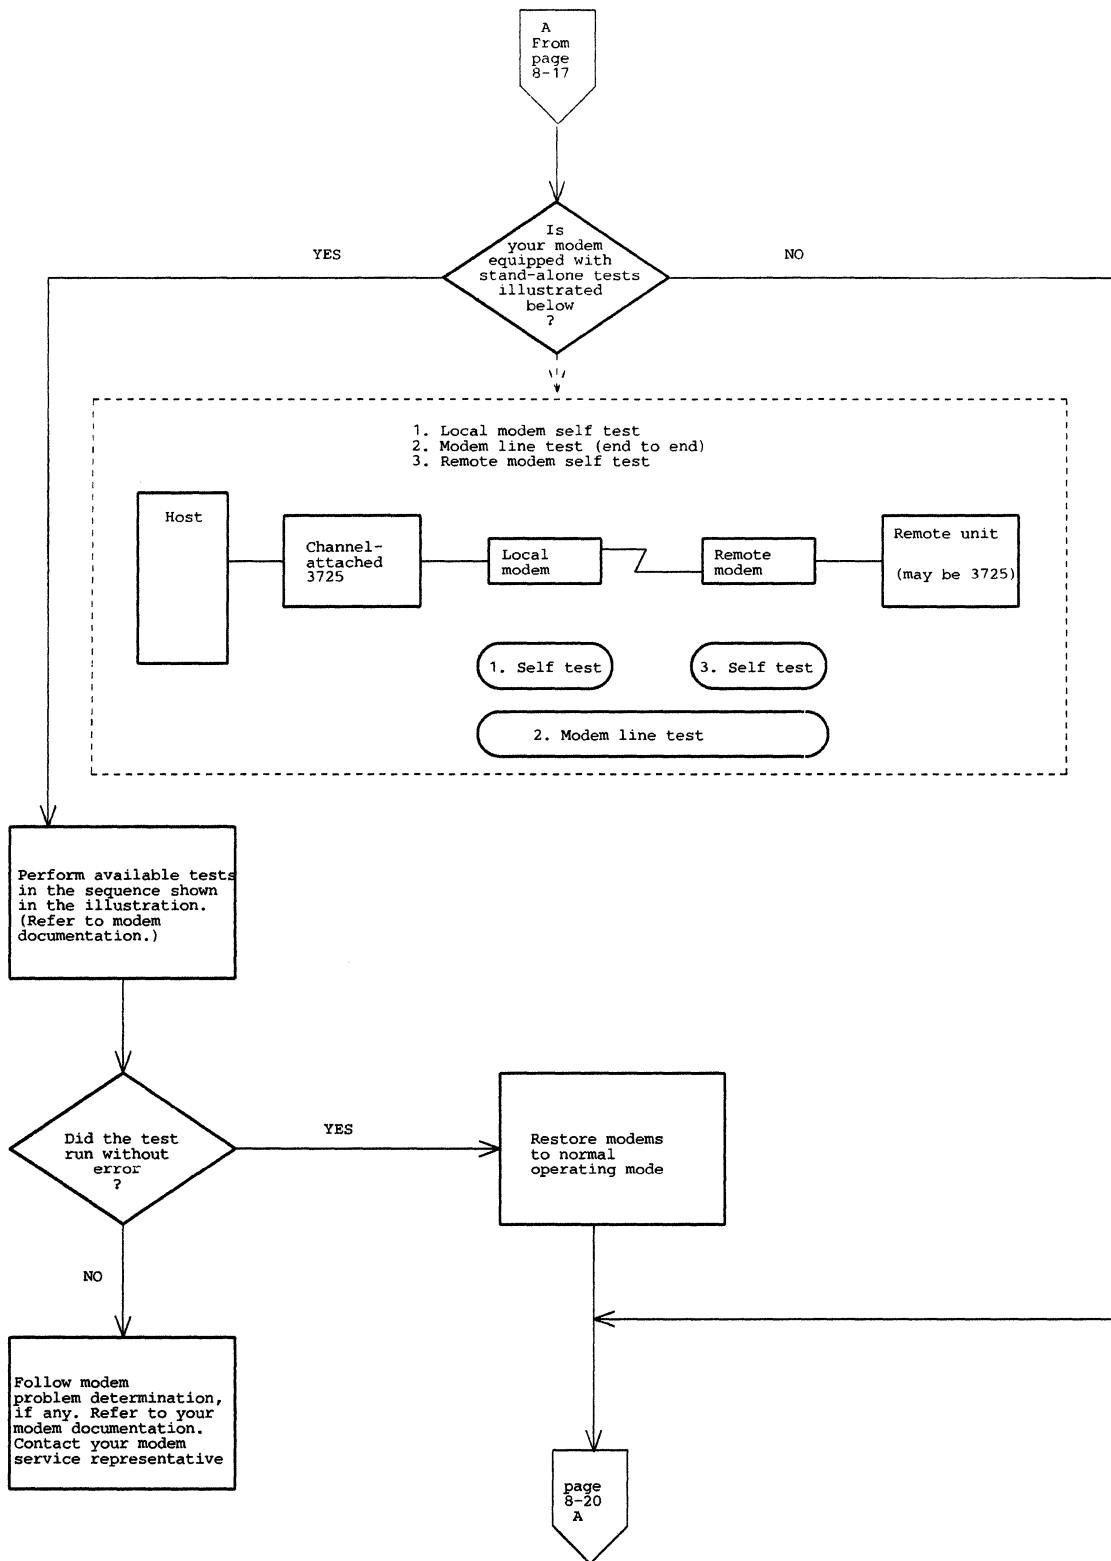 A
From
page
8-17
Is
your modem
equipped with
stand-alone tests
illustrated
below
?
YES
NO
1. Local modem self test
2. Modem line test (end to end)
3. Remote modem self test
Host
Channel-
attached
3725
Local
modem
Remote
modem
Remote unit
(may be 3725)
1. Self test
3. Self test
2. Modem line test
Perform available tests
in the sequence shown
in the illustration.
(Refer to modem
documentation.)
Did the test
run without
error
?
YES
Restore modems
to normal
operating mode
NO
Follow modem
problem determination,
if any. Refer to your
modem documentation.
Contact your modem
service representative
page
8-20
A